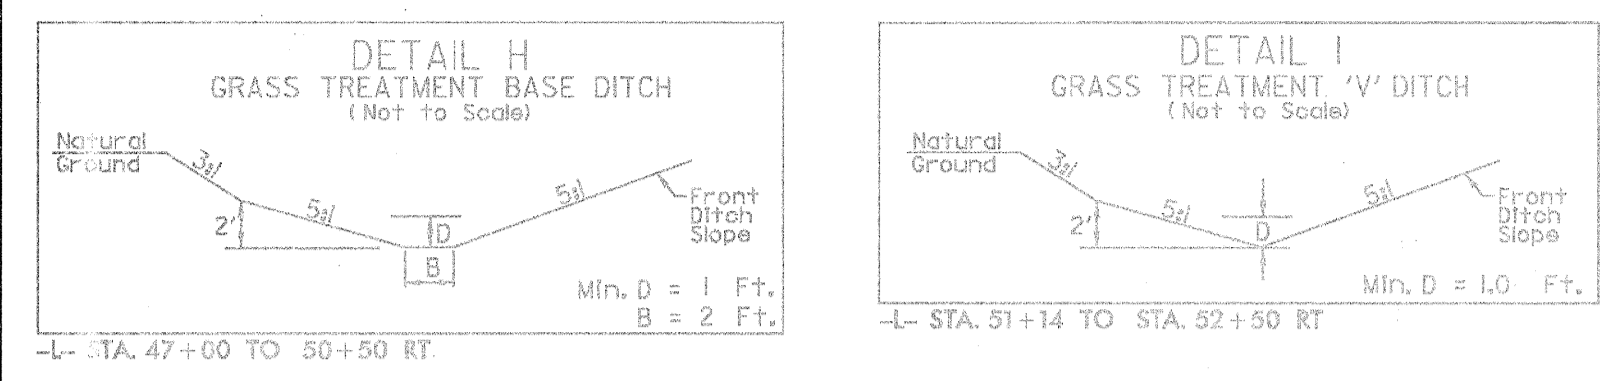 DETAIL H
GRASS TREATMENT BASE DITCH
(Not to Scale)
Natural
Ground
3:1
5:1
2'
D
B
5:1
Front
Ditch
Slope
Min. D = 1 Ft.
B = 2 Ft.
-L- STA. 47+00 TO 50+50 RT
DETAIL I
GRASS TREATMENT 'V' DITCH
(Not to Scale)
Natural
Ground
3:1
5:1
2'
D
5:1
Front
Ditch
Slope
Min. D = 1.0 Ft.
-L- STA. 51+14 TO STA. 52+50 RT